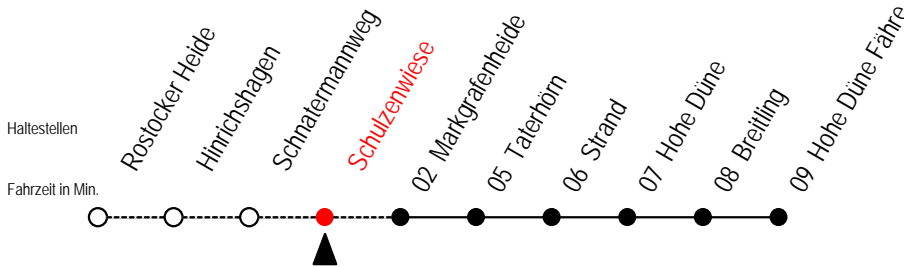 Haltestellen
Rostocker Heide
Hinrichshagen
Schnatermannweg
Schulzenwiese
02 Markgrafenheide
05 Taterhörn
06 Strand
07 Hohe Düne
08 Breitling
09 Hohe Düne Fähre
Fahrzeit in Min.